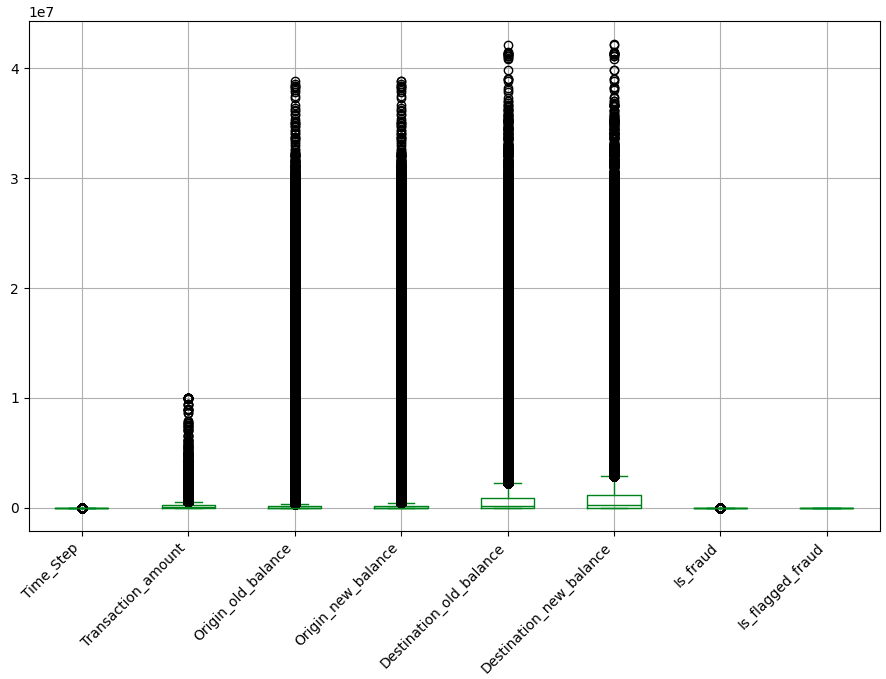 1e7
4
3
2
1
0
Time_Step
Transaction_amount
Origin_old_balance
Origin_new_balance
Destination_old_balance
Destination_new_balance
Is_fraud
Is_flagged_fraud